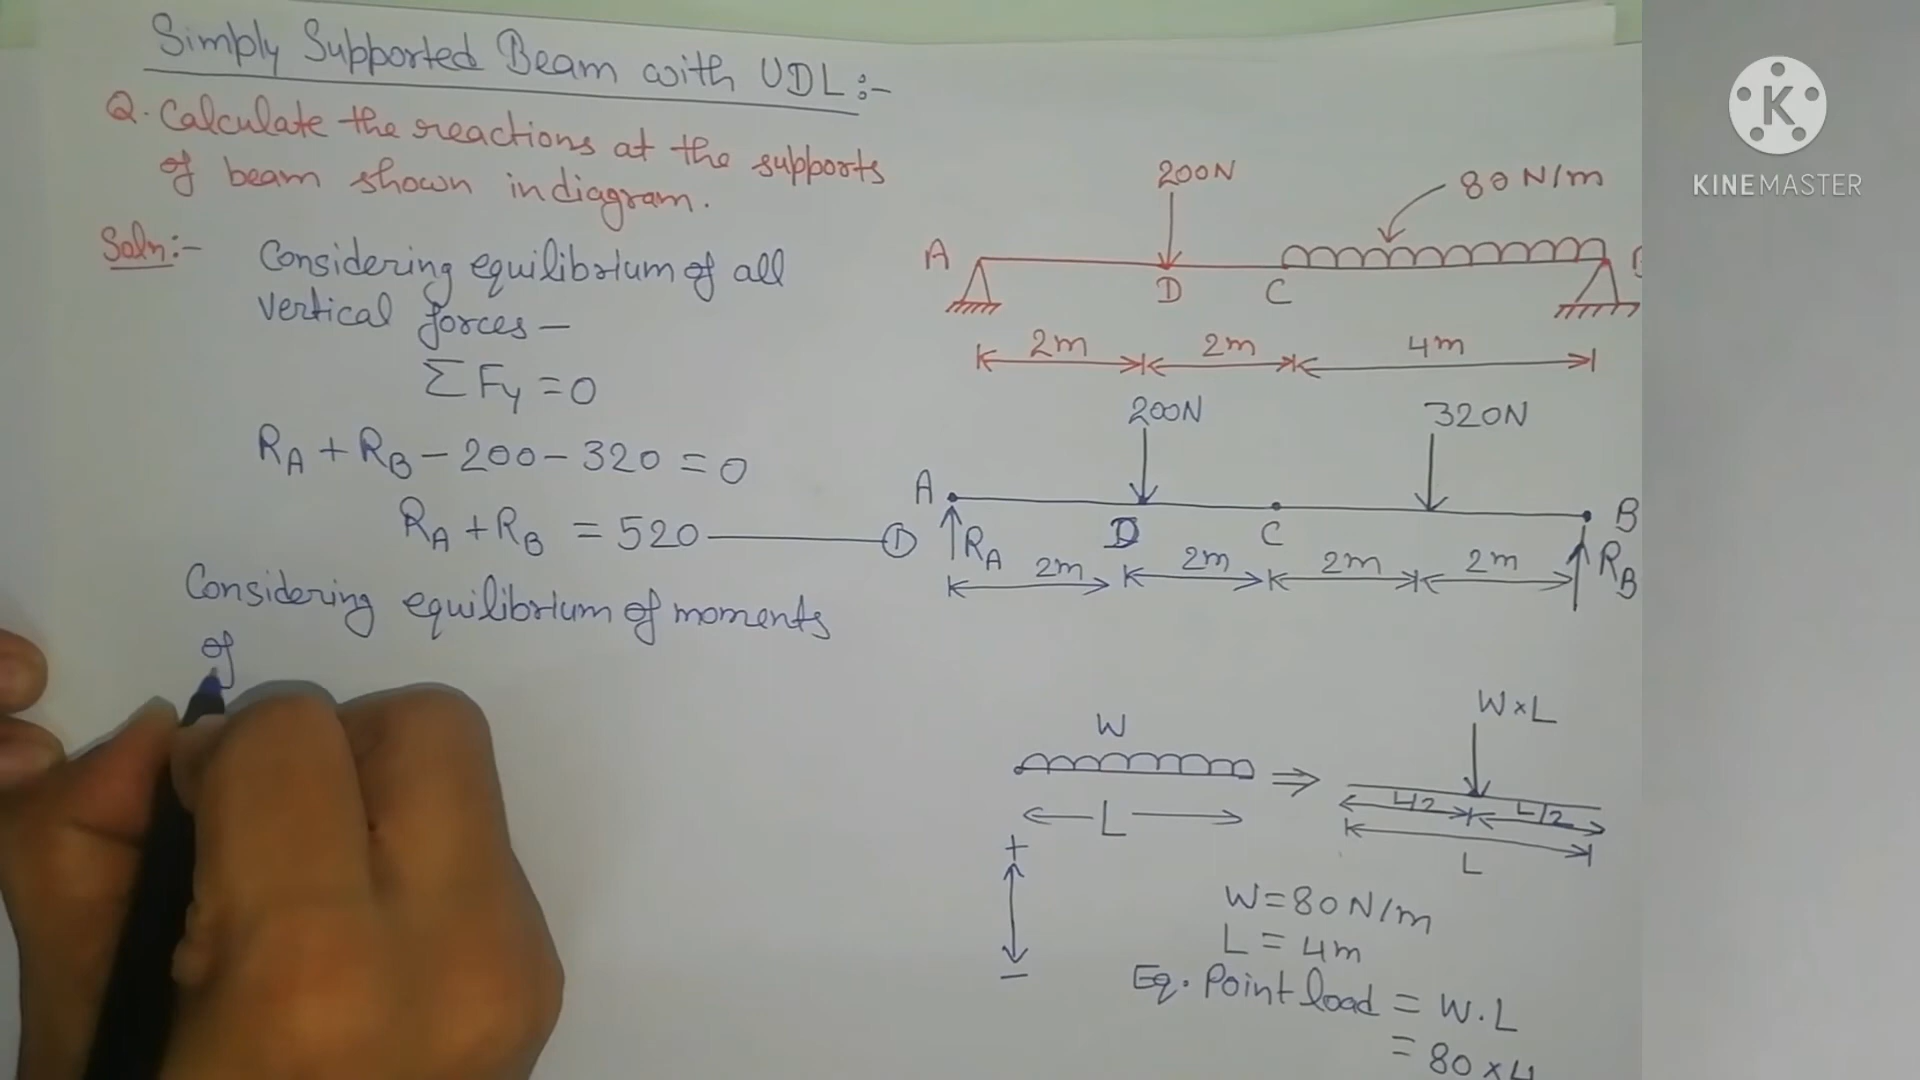 Simply Supported Beam with UDL:-
Q. Calculate the reactions at the supports
of beam shown in diagram.
Soln:- Considering equilibrium of all
vertical forces —
ΣFy = 0
RA + RB - 200 - 320 = 0
RA + RB = 520 ——— ①
Considering equilibrium of moments
of
200N
80 N/m
A
D
C
2m
2m
4m
200N
320N
A
D
C
B
RA
RB
2m
2m
2m
2m
W
W×L
⇒
L
L/2
L/2
L
+
-
W = 80 N/m
L = 4m
Eq. Point load = W.L
= 80 × 4
K
KINEMASTER